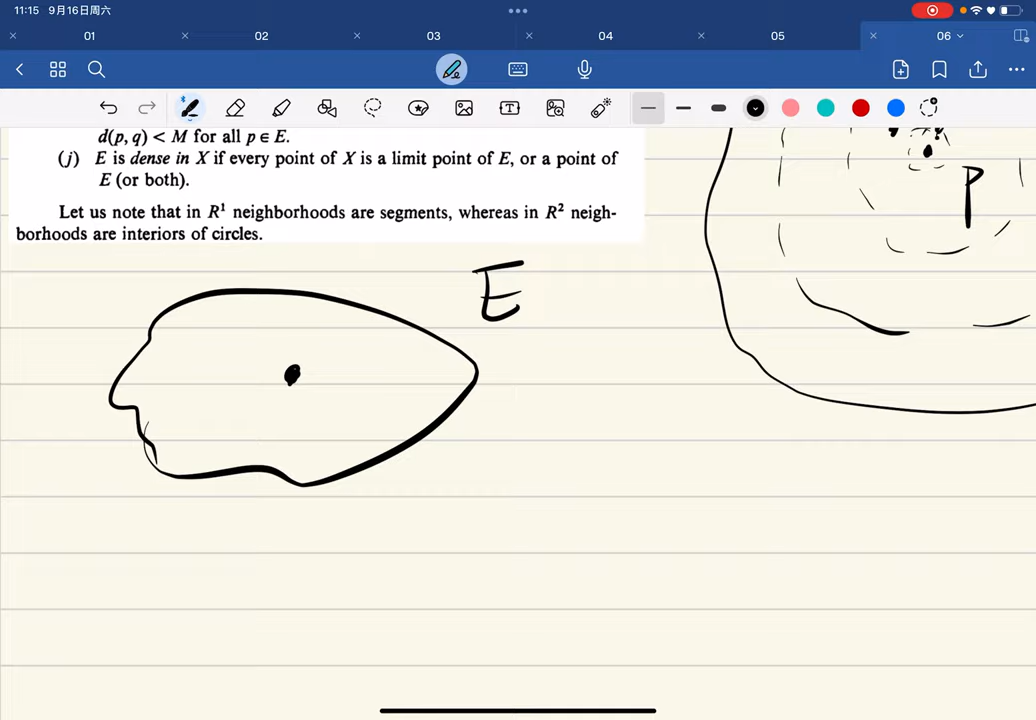 11:15 9月16日周六
01 02 03 04 05 06
d(p, q) < M for all p ∈ E.
(j) E is dense in X if every point of X is a limit point of E, or a point of
E (or both).
Let us note that in R¹ neighborhoods are segments, whereas in R² neigh-
borhoods are interiors of circles.
P
E